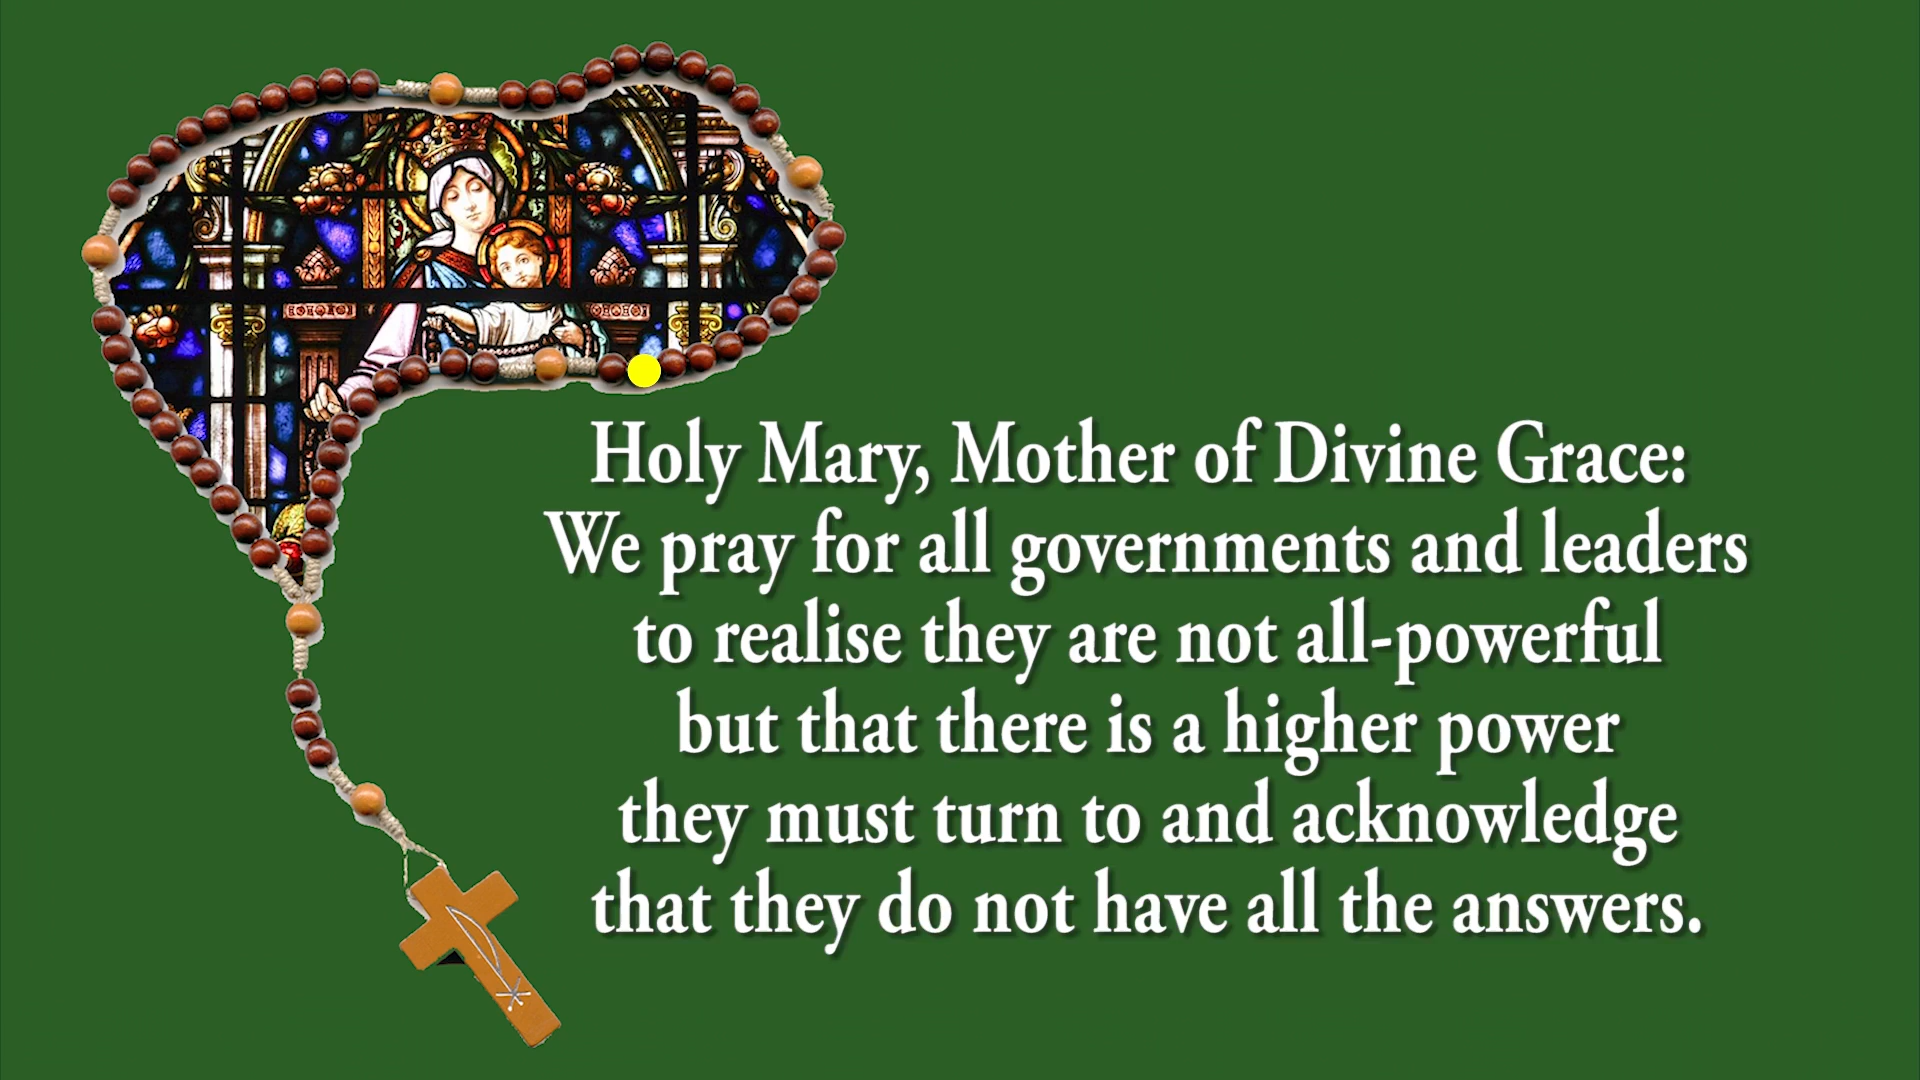 Holy Mary, Mother of Divine Grace:
We pray for all governments and leaders
to realise they are not all-powerful
but that there is a higher power
they must turn to and acknowledge
that they do not have all the answers.